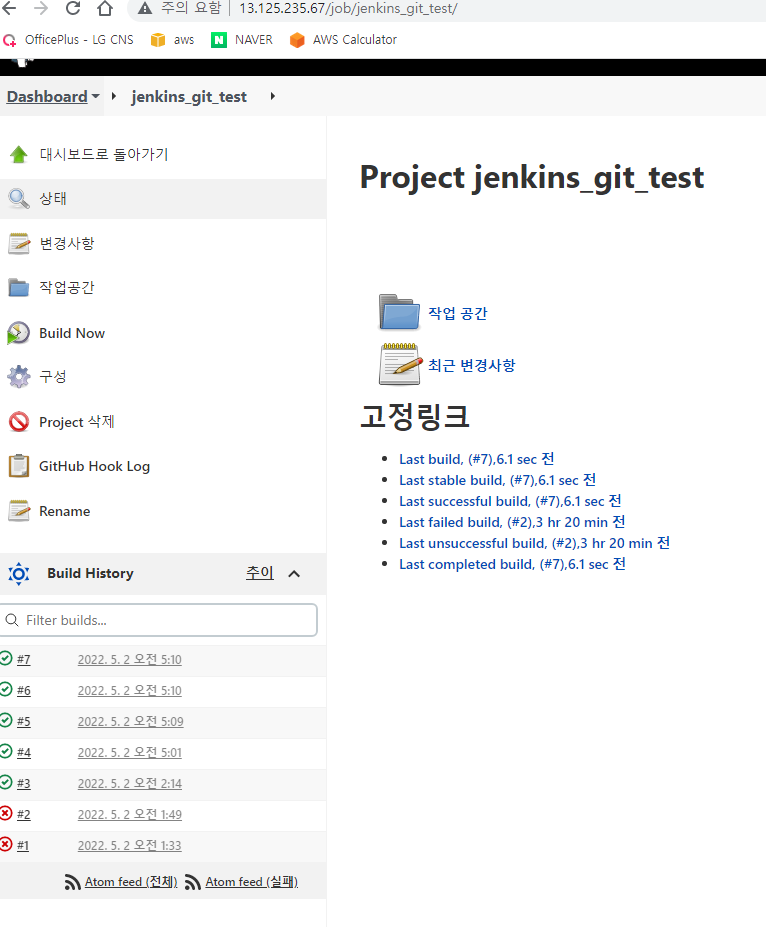 주의 요함 13.125.235.67/job/jenkins_git_test/
OfficePlus - LG CNS aws NAVER AWS Calculator
Dashboard jenkins_git_test
대시보드로 돌아가기
상태
변경사항
작업공간
Build Now
구성
Project 삭제
GitHub Hook Log
Rename
Build History 추이
Filter builds...
#7 2022. 5. 2 오전 5:10
#6 2022. 5. 2 오전 5:10
#5 2022. 5. 2 오전 5:09
#4 2022. 5. 2 오전 5:01
#3 2022. 5. 2 오전 2:14
#2 2022. 5. 2 오전 1:49
#1 2022. 5. 2 오전 1:33
Atom feed (전체) Atom feed (실패)
Project jenkins_git_test
작업 공간
최근 변경사항
고정링크
Last build, (#7),6.1 sec 전
Last stable build, (#7),6.1 sec 전
Last successful build, (#7),6.1 sec 전
Last failed build, (#2),3 hr 20 min 전
Last unsuccessful build, (#2),3 hr 20 min 전
Last completed build, (#7),6.1 sec 전